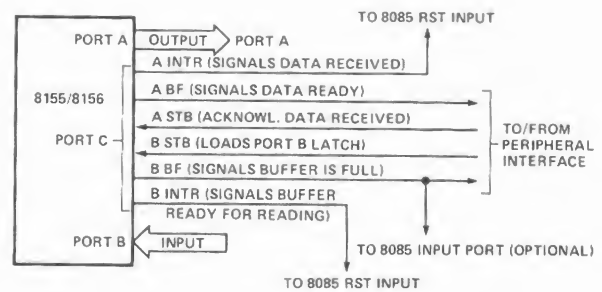 TO 8085 RST INPUT
PORT A OUTPUT PORT A
A INTR (SIGNALS DATA RECEIVED)
8155/8156
A BF (SIGNALS DATA READY)
A STB (ACKNOWL. DATA RECEIVED)
PORT C
B STB (LOADS PORT B LATCH)
TO/FROM
PERIPHERAL
INTERFACE
B BF (SIGNALS BUFFER IS FULL)
B INTR (SIGNALS BUFFER
READY FOR READING)
PORT B INPUT
TO 8085 INPUT PORT (OPTIONAL)
TO 8085 RST INPUT